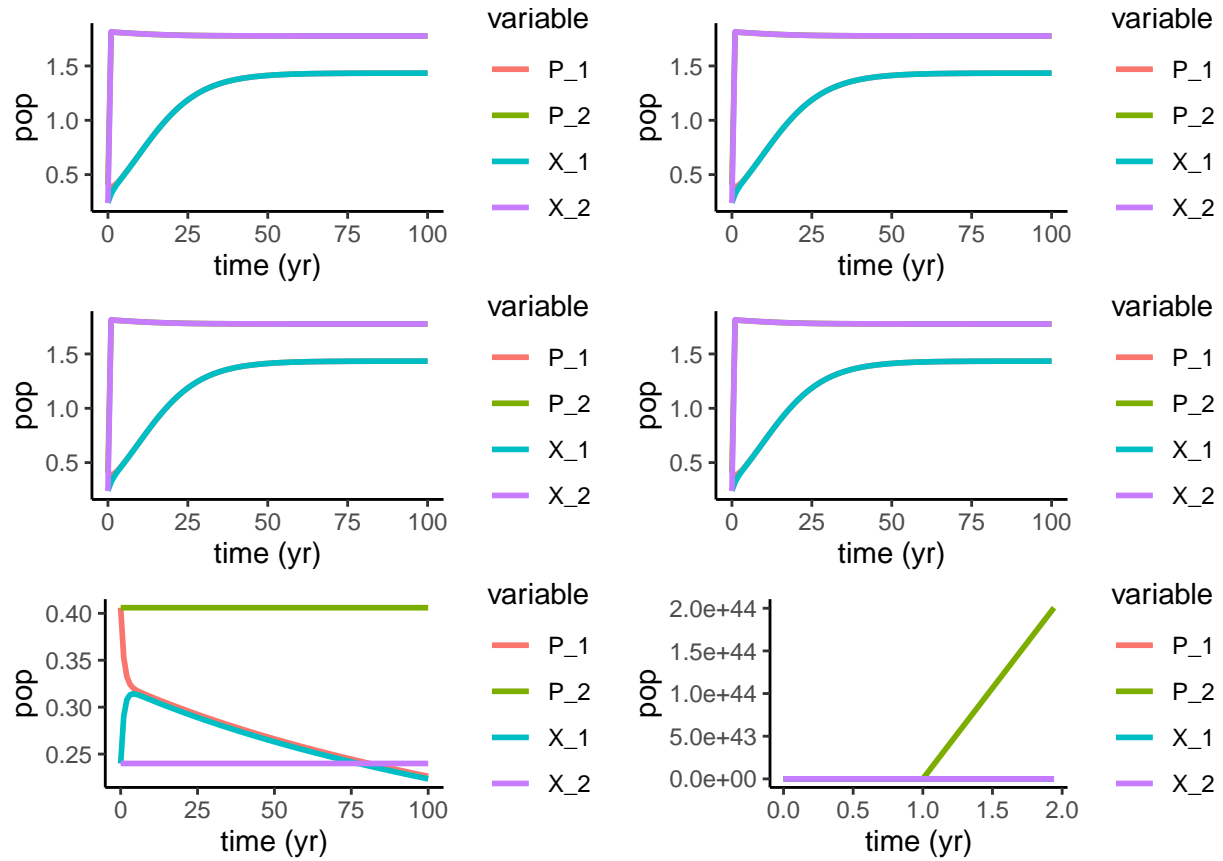 variable
P_1
P_2
X_1
X_2
pop
1.5
1.0
0.5
0 25 50 75 100
time (yr)
variable
P_1
P_2
X_1
X_2
pop
1.5
1.0
0.5
0 25 50 75 100
time (yr)
variable
P_1
P_2
X_1
X_2
pop
1.5
1.0
0.5
0 25 50 75 100
time (yr)
variable
P_1
P_2
X_1
X_2
pop
1.5
1.0
0.5
0 25 50 75 100
time (yr)
variable
P_1
P_2
X_1
X_2
pop
0.40
0.35
0.30
0.25
0 25 50 75 100
time (yr)
variable
P_1
P_2
X_1
X_2
pop
2.0e+44
1.5e+44
1.0e+44
5.0e+43
0.0e+00
0.0 0.5 1.0 1.5 2.0
time (yr)